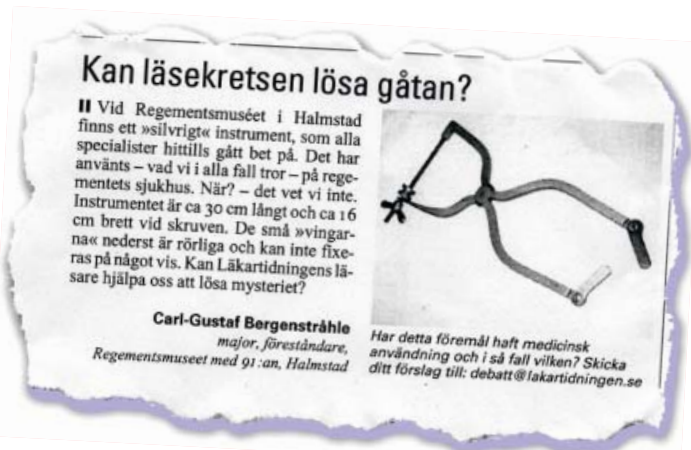 Kan läsekretsen lösa gåtan?
Vid Regementsmuséet i Halmstad
finns ett »silvrigt« instrument, som alla
specialister hittills gått bet på. Det har
använts – vad vi i alla fall tror – på rege-
mentets sjukhus. När? – det vet vi inte.
Instrumentet är ca 30 cm långt och ca 16
cm brett vid skruven. De små »vingar-
na« nederst är rörliga och kan inte fixe-
ras på något vis. Kan Läkartidningens lä-
sare hjälpa oss att lösa mysteriet?
Carl-Gustaf Bergenstråhle
major, föreståndare,
Regementsmuseet med 91:an, Halmstad
Har detta föremål haft medicinsk
användning och i så fall vilken? Skicka
ditt förslag till: debatt@lakartidningen.se